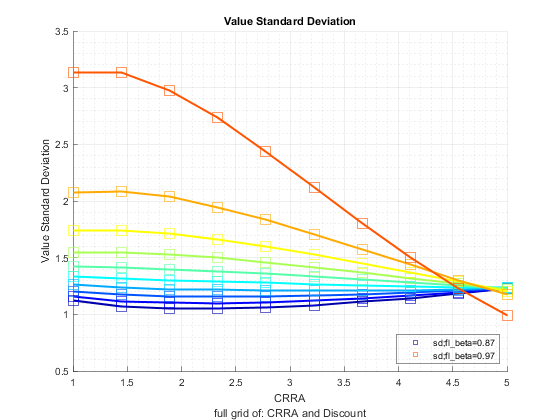 Value Standard Deviation
3.5
3
2.5
2
1.5
1
0.5
Value Standard Deviation
1 1.5 2 2.5 3 3.5 4 4.5 5
CRRA
full grid of: CRRA and Discount
sd;fl_beta=0.87
sd;fl_beta=0.97